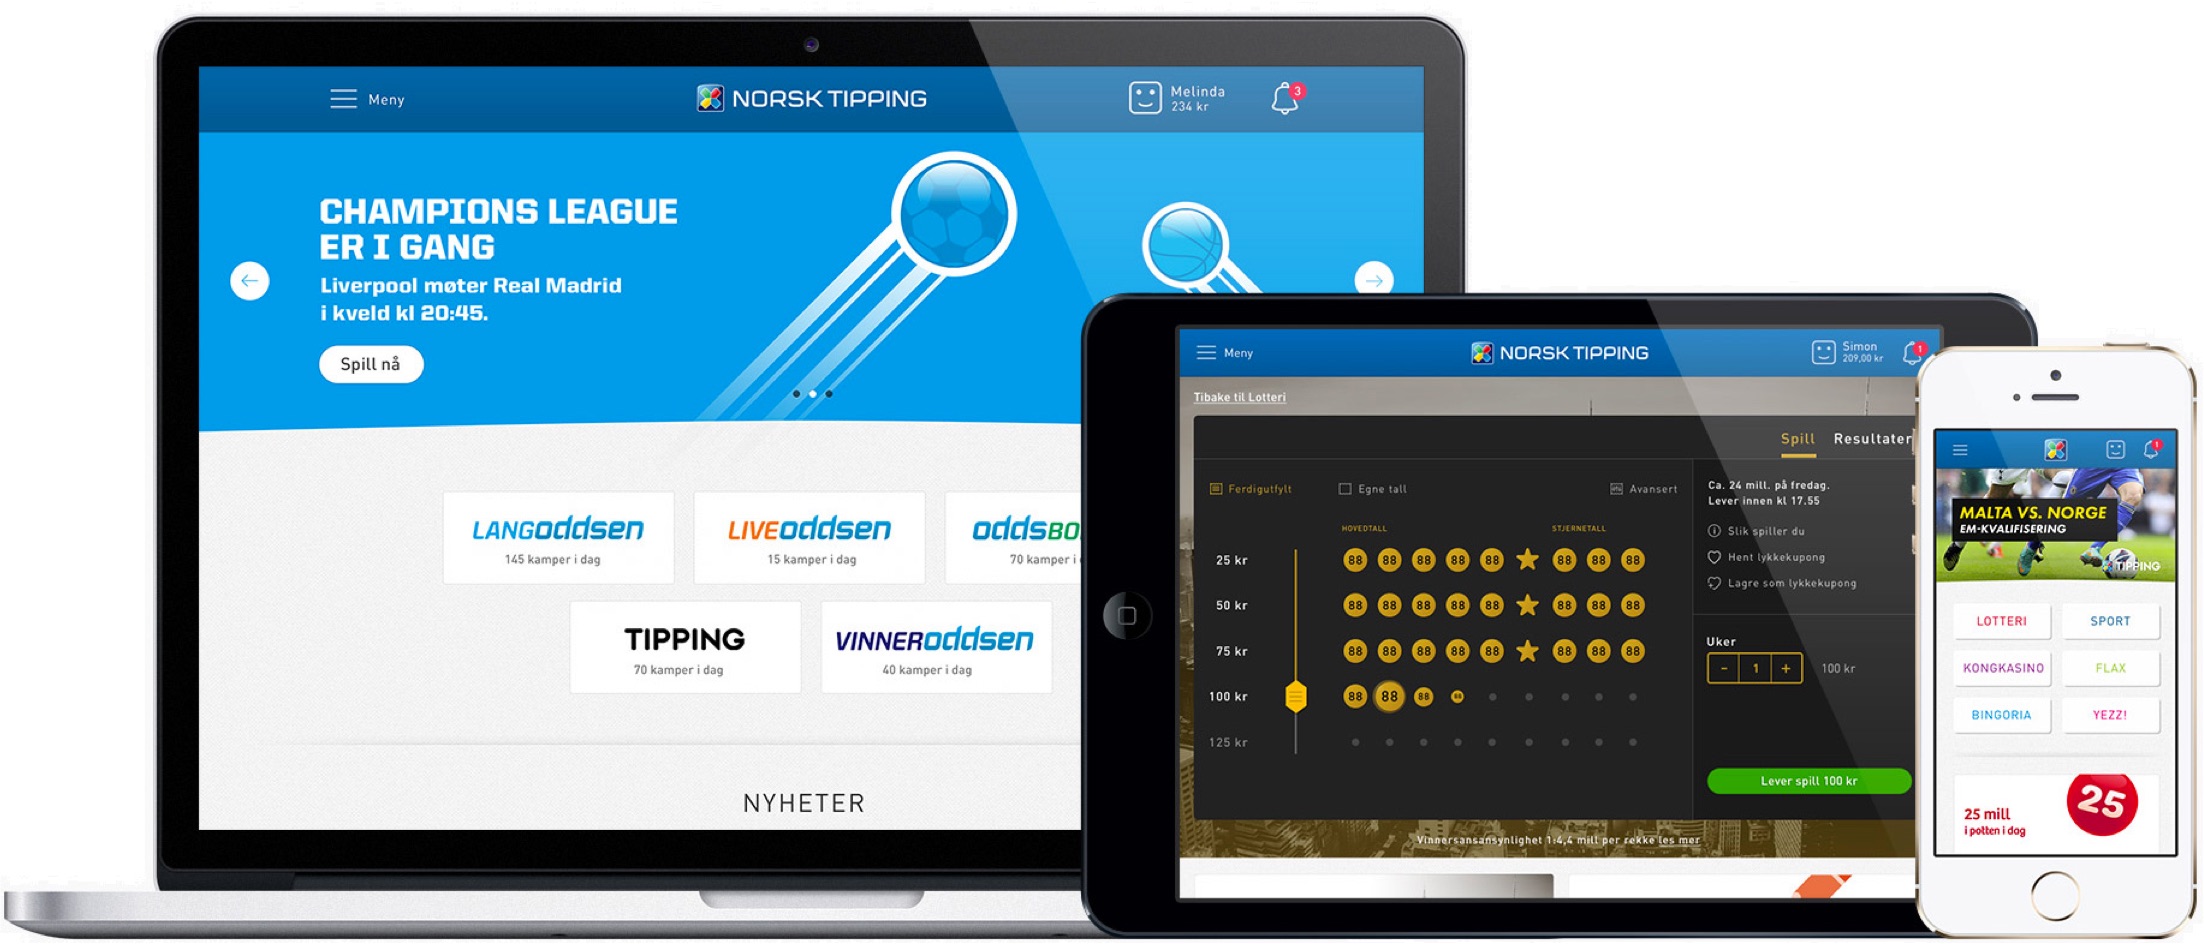 Meny
NORSK TIPPING
Melinda
234 kr
3
CHAMPIONS LEAGUE
ER I GANG
Liverpool møter Real Madrid
i kveld kl 20:45.
Spill nå
LANGoddsen
145 kamper i dag
LIVEoddsen
15 kamper i dag
oddsBO
70 kamper i
TIPPING
70 kamper i dag
VINNERoddsen
40 kamper i dag
NYHETER
Meny
NORSK TIPPING
Simon
209,00 kr
1
Tibake til Lotteri
Spill Resultater
Ferdigutfylt
Egne tall
Avansert
HOVEDTALL
STJERNETALL
25 kr 88 88 88 88 88 88 88 88
50 kr 88 88 88 88 88 88 88 88
75 kr 88 88 88 88 88 88 88 88
100 kr 88 88 88 88
125 kr
Ca. 24 mill. på fredag.
Lever innen kl 17.55
Slik spiller du
Hent lykkekupong
Lagre som lykkekupong
Uker
- 1 + 100 kr
Lever spill 100 kr
Vinnersansansynlighet 1:4,4 mill per rekke les mer
1
MALTA VS. NORGE
EM-KVALIFISERING
TIPPING
LOTTERI
SPORT
KONGKASINO
FLAX
BINGORIA
YEZZ!
25 mill
i potten i dag
25